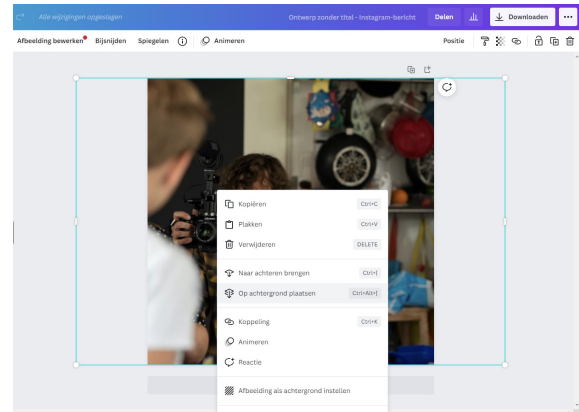 Alle wijzigingen opgeslagen
Ontwerp zonder titel - Instagram-bericht
Delen
Downloaden
Afbeelding bewerken
Bijsnijden
Spiegelen
Animeren
Positie
Kopiëren
Ctrl+C
Plakken
Ctrl+V
Verwijderen
DELETE
Naar achteren brengen
Ctrl+[
Op achtergrond plaatsen
Ctrl+Alt+[
Koppeling
Ctrl+K
Animeren
Reactie
Afbeelding als achtergrond instellen